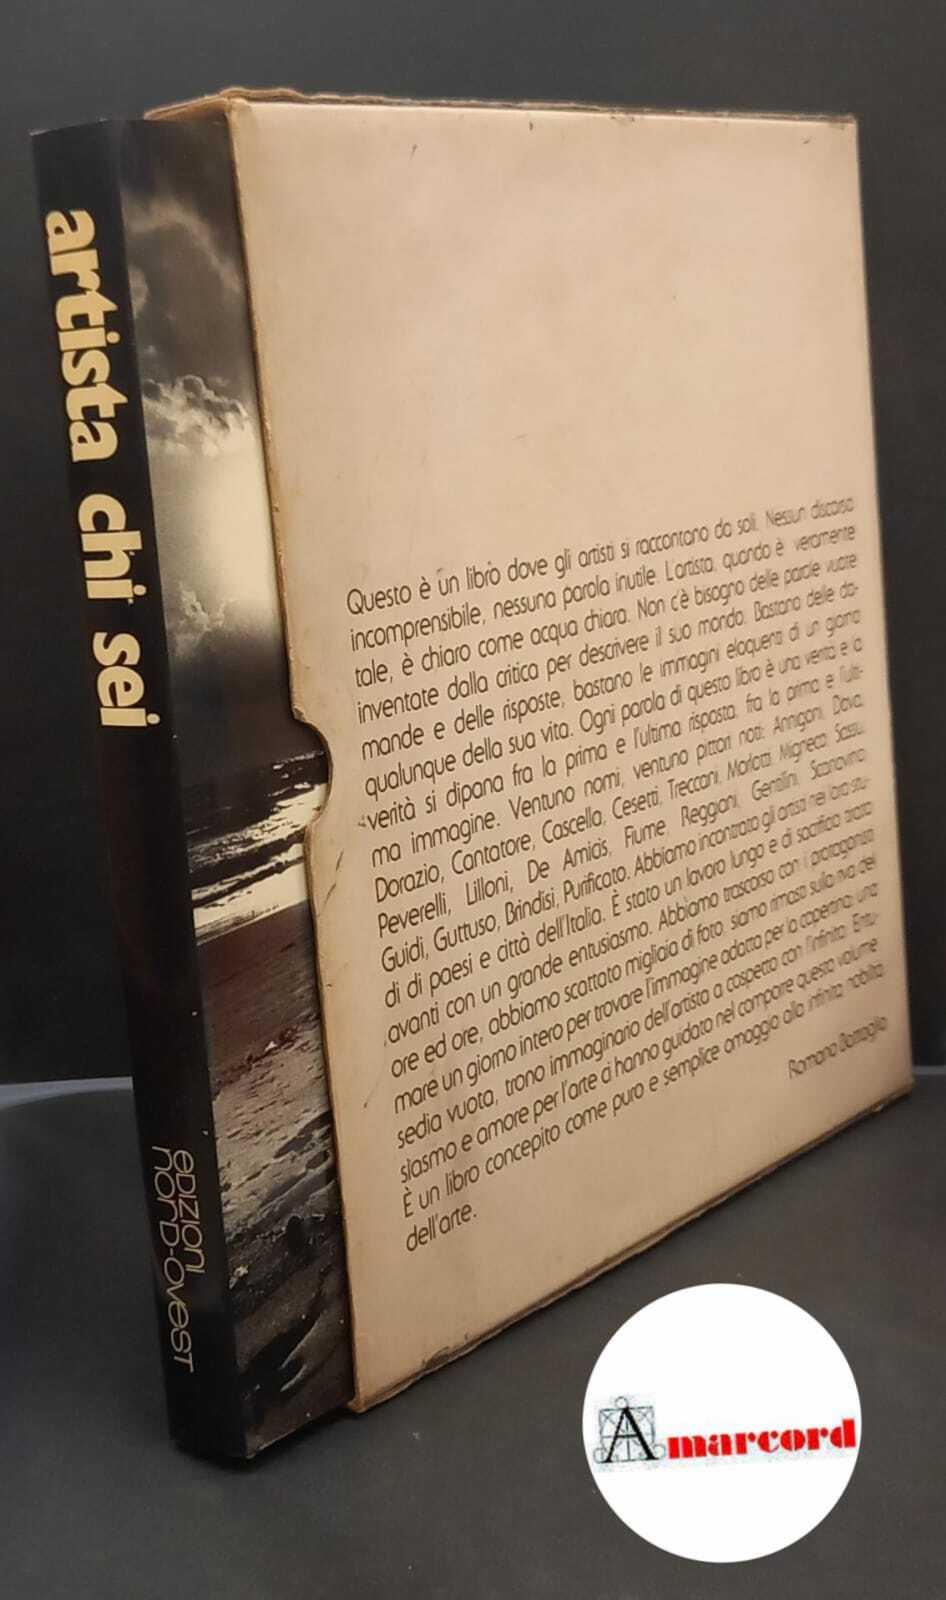 artista chi sei
EDIZIONI
NORD-OVEST
Questo è un libro dove gli artisti si raccontano da soli. Nessun discorso
incomprensibile, nessuna parola inutile. L'artista, quando è veramente
tale, è chiaro come acqua chiara. Non c'è bisogno delle parole vuote
inventate dalla critica per descrivere il suo mondo. Bastano delle do-
mande e delle risposte, bastano le immagini eloquenti di un giorno
qualunque della sua vita. Ogni parola di questo libro è una verità e la
verità si dipana fra la prima e l'ultima risposta, fra la prima e l'ulti-
ma immagine. Ventuno nomi, ventuno pittori noti: Annigoni, Dova,
Dorazio, Cantatore, Cascella, Cesetti, Treccani, Morlotti, Migneco, Sassu,
Peverelli, Lilloni, De Amicis, Fiume, Reggiani, Gentilini, Scanavino,
Guidi, Guttuso, Brindisi, Purificato. Abbiamo incontrato gli artisti nei loro stu-
di di paesi e città dell'Italia. È stato un lavoro lungo e di sacrificio tirato
avanti con un grande entusiasmo. Abbiamo trascorso con i protagonisti
ore ed ore, abbiamo scattato migliaia di foto, siamo rimasti sulla riva del
mare un giorno intero per trovare l'immagine adatta per la copertina: una
sedia vuota, trono immaginario dell'artista a cospetto con l'infinito. Entu-
siasmo e amore per l'arte ci hanno guidato nel comporre questo volume
È un libro concepito come puro e semplice omaggio alla infinita nobiltà
dell'arte.
Romano Battaglia
Amarcord